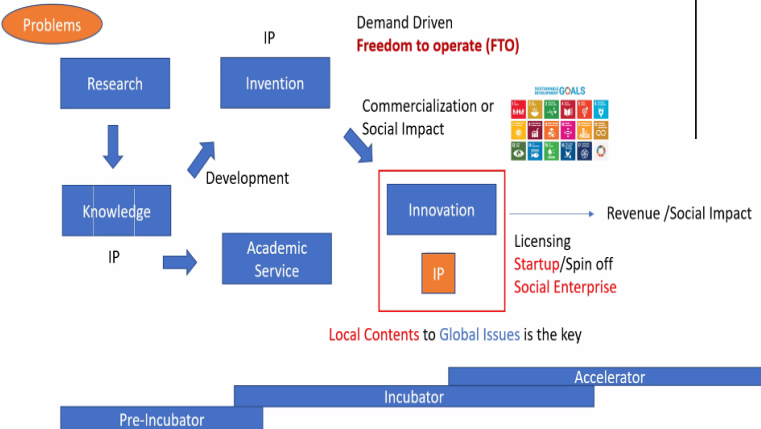 Problems
IP
Demand Driven
Freedom to operate (FTO)
Research
Invention
SUSTAINABLE
DEVELOPMENT GOALS
Commercialization or
Social Impact
Development
Knowledge
Innovation
Revenue /Social Impact
IP
Academic
Service
IP
Licensing
Startup/Spin off
Social Enterprise
Local Contents to Global Issues is the key
Accelerator
Incubator
Pre-Incubator